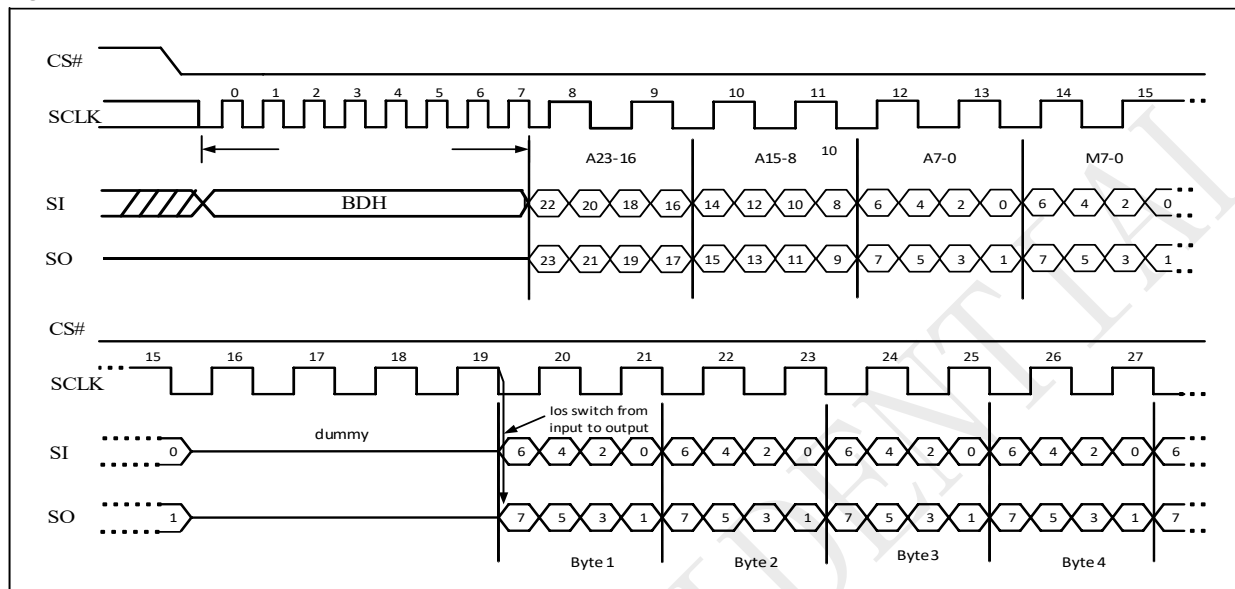 CS#
0 1 2 3 4 5 6 7 8 9 10 11 12 13 14 15
SCLK
A23-16 A15-8 10 A7-0 M7-0
SI BDH 22 20 18 16 14 12 10 8 6 4 2 0 6 4 2 0
SO 23 21 19 17 15 13 11 9 7 5 3 1 7 5 3 1
CS#
15 16 17 18 19 20 21 22 23 24 25 26 27
SCLK
Ios switch from
input to output
dummy
SI 0 6 4 2 0 6 4 2 0 6 4 2 0 6 4 2 0 6
SO 1 7 5 3 1 7 5 3 1 7 5 3 1 7 5 3 1 7
Byte 1 Byte 2 Byte 3 Byte 4